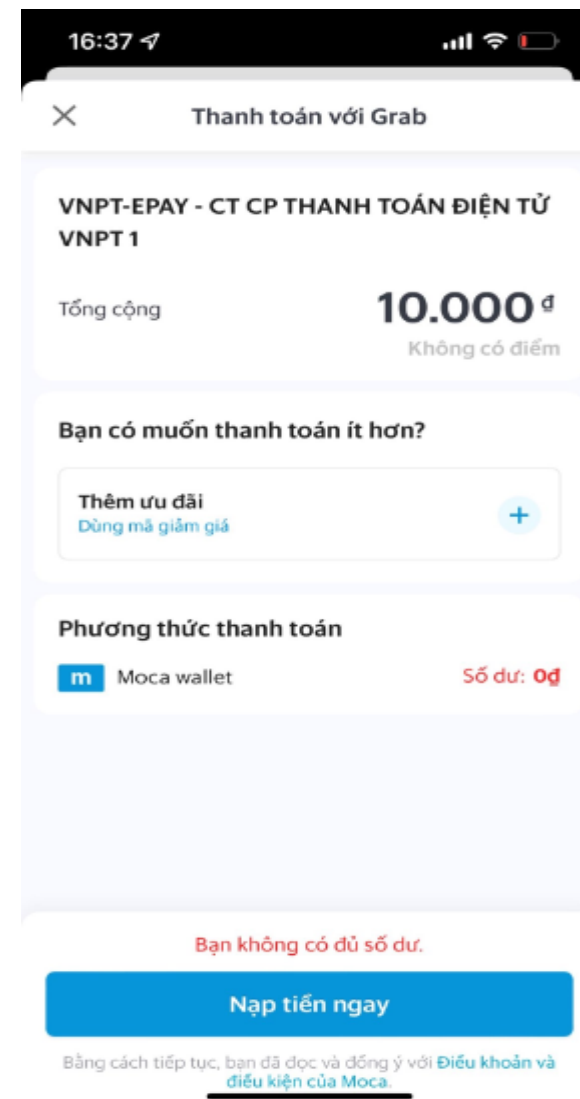 16:37
Thanh toán với Grab
VNPT-EPAY - CT CP THANH TOÁN ĐIỆN TỬ
VNPT 1
Tổng cộng
10.000 ₫
Không có điểm
Bạn có muốn thanh toán ít hơn?
Thêm ưu đãi
Dùng mã giảm giá
Phương thức thanh toán
m Moca wallet
Số dư: 0₫
Bạn không có đủ số dư.
Nạp tiền ngay
Bằng cách tiếp tục, bạn đã đọc và đồng ý với Điều khoản và
điều kiện của Moca.